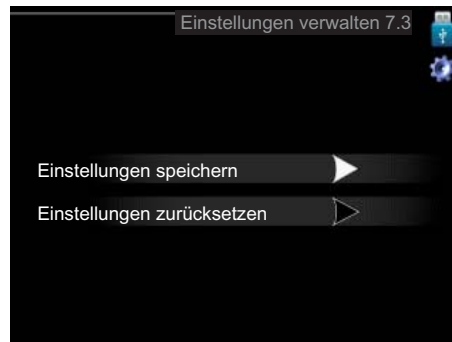 Einstellungen verwalten 7.3
Einstellungen speichern
Einstellungen zurücksetzen